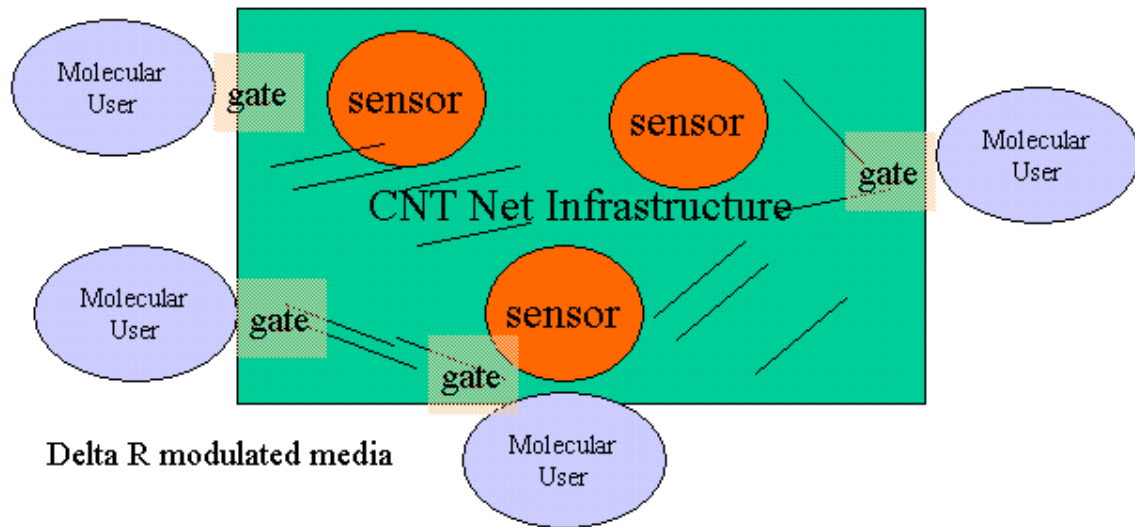 Molecular
User
gate
sensor
sensor
Molecular
User
gate
CNT Net Infrastructure
Molecular
User
gate
sensor
gate
Molecular
User
Delta R modulated media